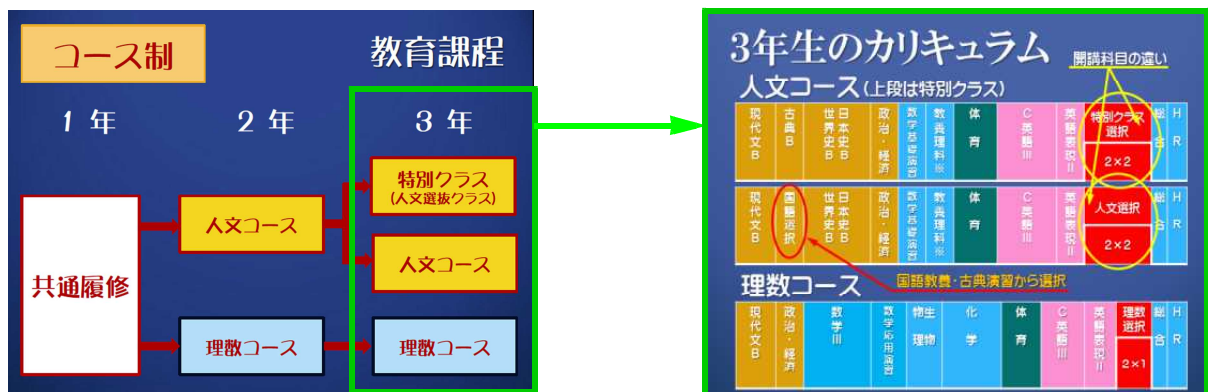 コース制
教育課程
1年
2年
3年
共通履修
人文コース
理数コース
特別クラス
(人文選抜クラス)
人文コース
理数コース
3年生のカリキュラム
開講科目の違い
人文コース(上段は特別クラス)
現代文B
古典B
世界史B
日本史B
政治・経済
数学基礎演習
教養理科※
体育
C英語III
英語表現II
特別クラス
選択
2×2
総合
HR
現代文B
国語選択
世界史B
日本史B
政治・経済
数学基礎演習
教養理科※
体育
C英語III
英語表現II
人文選択
2×2
総合
HR
国語教養・古典演習から選択
理数コース
現代文B
政治・経済
数学III
数学応用演習
物理
生物
化学
体育
C英語III
英語表現II
理数
選択
2×1
総合
HR